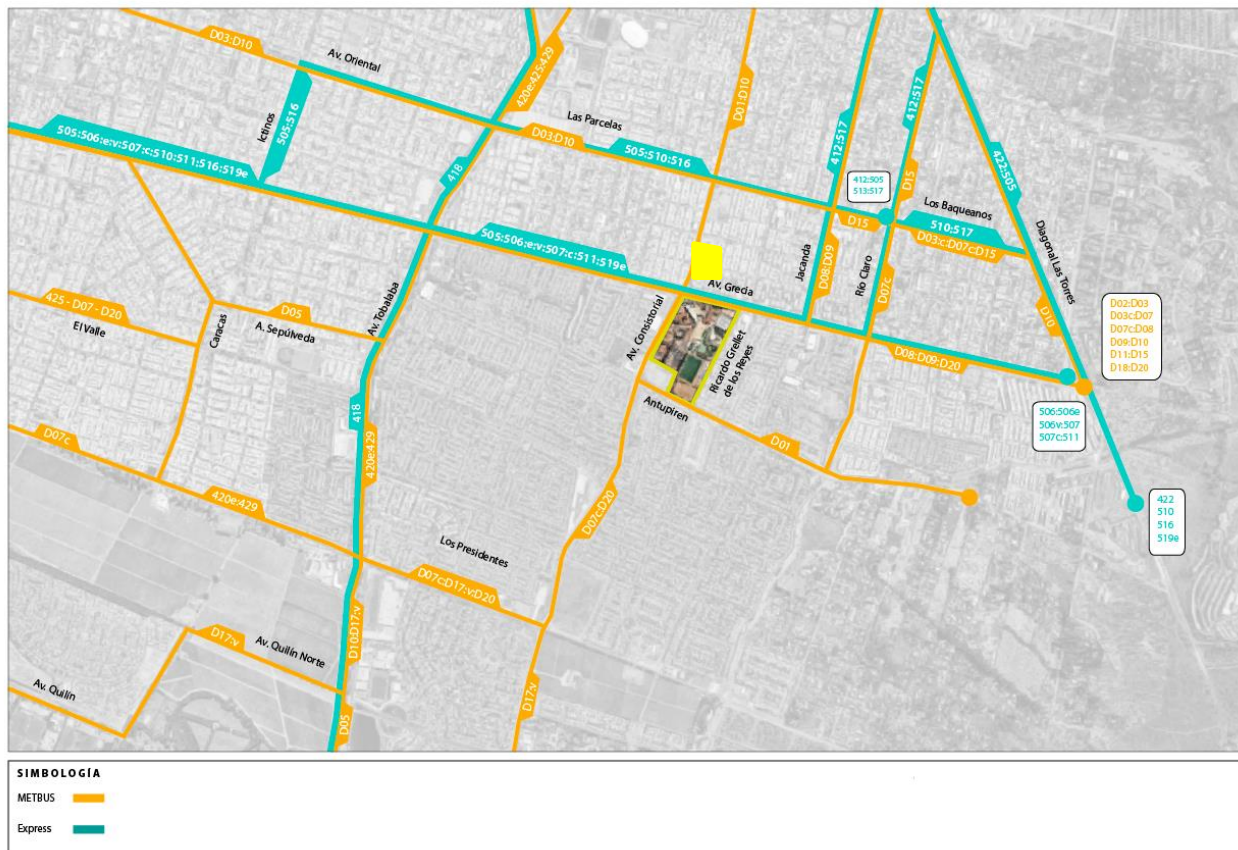 D03:D10
Av. Oriental
420e:425:429
D01:D10
Ictinos
505:516
Las Parcelas
D03:D10
505:510:516
412:517
412:517
422:505
505:506:e:v:507:c:510:511:516:519e
418
412:505
513:517
D15
D15
Los Baqueanos
510:517
D03:c:D07c:D15
Diagonal Las Torres
505:506:e:v:507:c:511:519e
Jacanda
D08:D09
Río Claro
D07c
Av. Grecia
425 - D07 - D20
El Valle
Caracas
D05
A. Sepúlveda
Av. Tobalaba
Av. Consistorial
Ricardo Grellet
de los Reyes
D10
D02:D03
D03c:D07
D07c:D08
D09:D10
D11:D15
D18:D20
D08:D09:D20
506:506e
506v:507
507c:511
Antupiren
D01
418
420e:429
D07c
420e:429
D07c:D20
422
510
516
519e
Los Presidentes
D07c:D17:v:D20
D10:D17:v
D17:v
Av. Quilín Norte
Av. Quilín
D05
D17:v
SIMBOLOGÍA
METBUS
Express